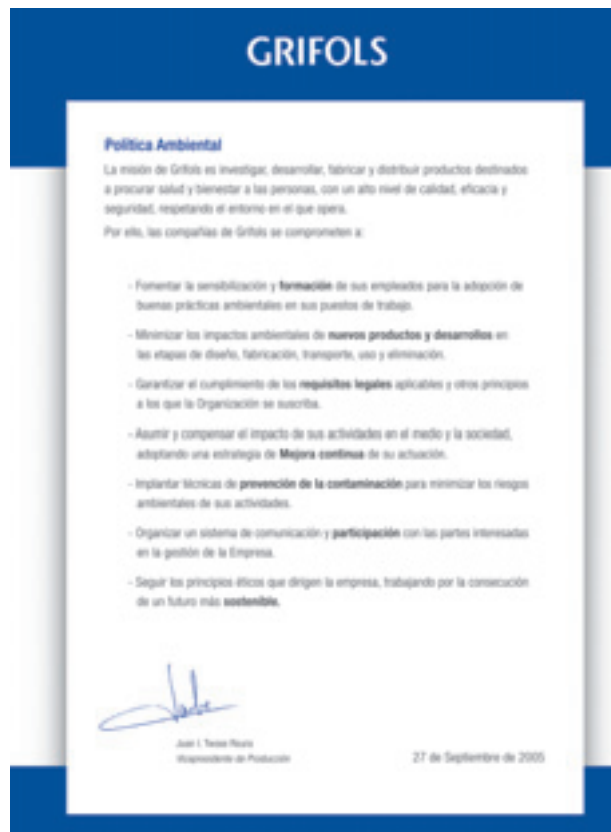 GRIFOLS
Política Ambiental
La misión de Grifols es investigar, desarrollar, fabricar y distribuir productos destinados
a procurar salud y bienestar a las personas, con un alto nivel de calidad, eficacia y
seguridad, respetando el entorno en el que opera.
Por ello, las compañías de Grifols se comprometen a:
- Fomentar la sensibilización y formación de sus empleados para la adopción de
buenas prácticas ambientales en sus puestos de trabajo.
- Minimizar los impactos ambientales de nuevos productos y desarrollos en
las etapas de diseño, fabricación, transporte, uso y eliminación.
- Garantizar el cumplimiento de los requisitos legales aplicables y otros principios
a los que la Organización se suscriba.
- Asumir y compensar el impacto de sus actividades en el medio y la sociedad,
adoptando una estrategia de Mejora continua de su actuación.
- Implantar técnicas de prevención de la contaminación para minimizar los riesgos
ambientales de sus actividades.
- Organizar un sistema de comunicación y participación con las partes interesadas
en la gestión de la Empresa.
- Seguir los principios éticos que dirigen la empresa, trabajando por la consecución
de un futuro más sostenible.
Juan I.
Vicepresidente de Producción
27 de Septiembre de 2005